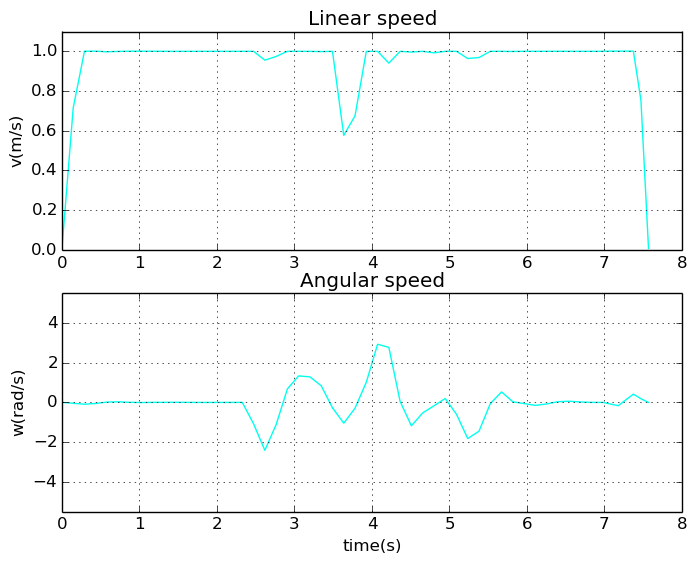 Linear speed
v(m/s)
1.0
0.8
0.6
0.4
0.2
0.0
0 1 2 3 4 5 6 7 8
Angular speed
w(rad/s)
4
2
0
−2
−4
0 1 2 3 4 5 6 7 8
time(s)